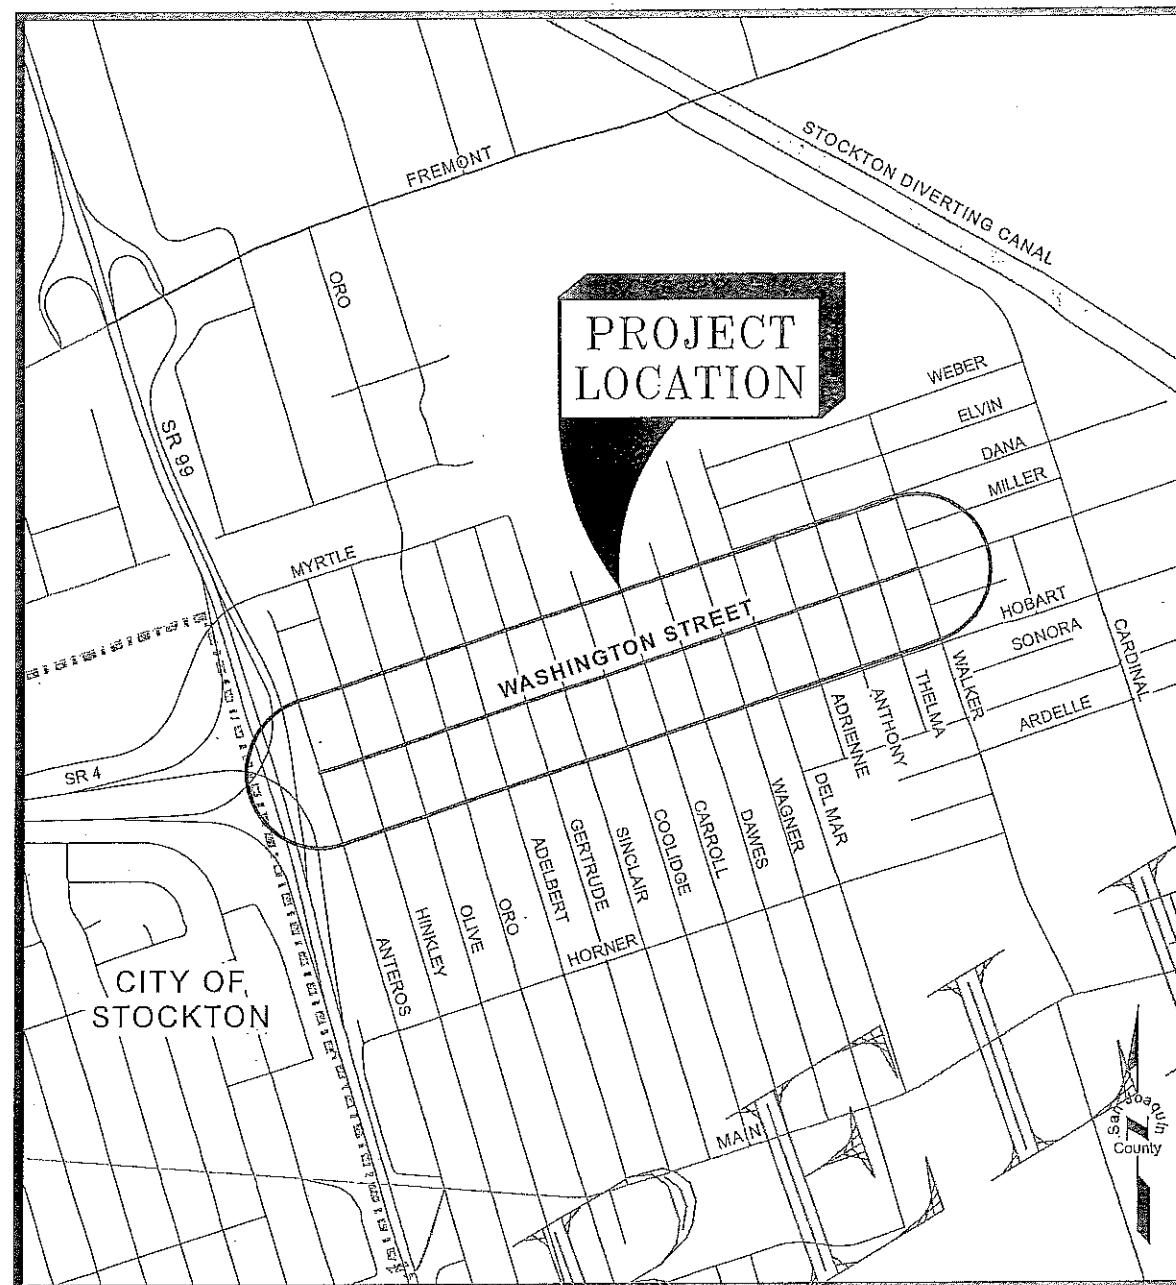 STOCKTON DIVERTING CANAL
FREMONT
ORO
PROJECT
LOCATION
WEBER
ELVIN
DANA
MILLER
SR 99
MYRTLE
WASHINGTON STREET
HOBART
SONORA
CARDINAL
WALKER
THELMA
ARDELLE
ANTHONY
ADRIENNE
SR 4
DEL MAR
WAGNER
DAWES
CARROLL
COOLIDGE
SINCLAIR
GERTRUDE
ADELBERT
ORO
OLIVE
HINKLEY
ANTEROS
HORNER
CITY OF
STOCKTON
MAIN
San Joaquin
County